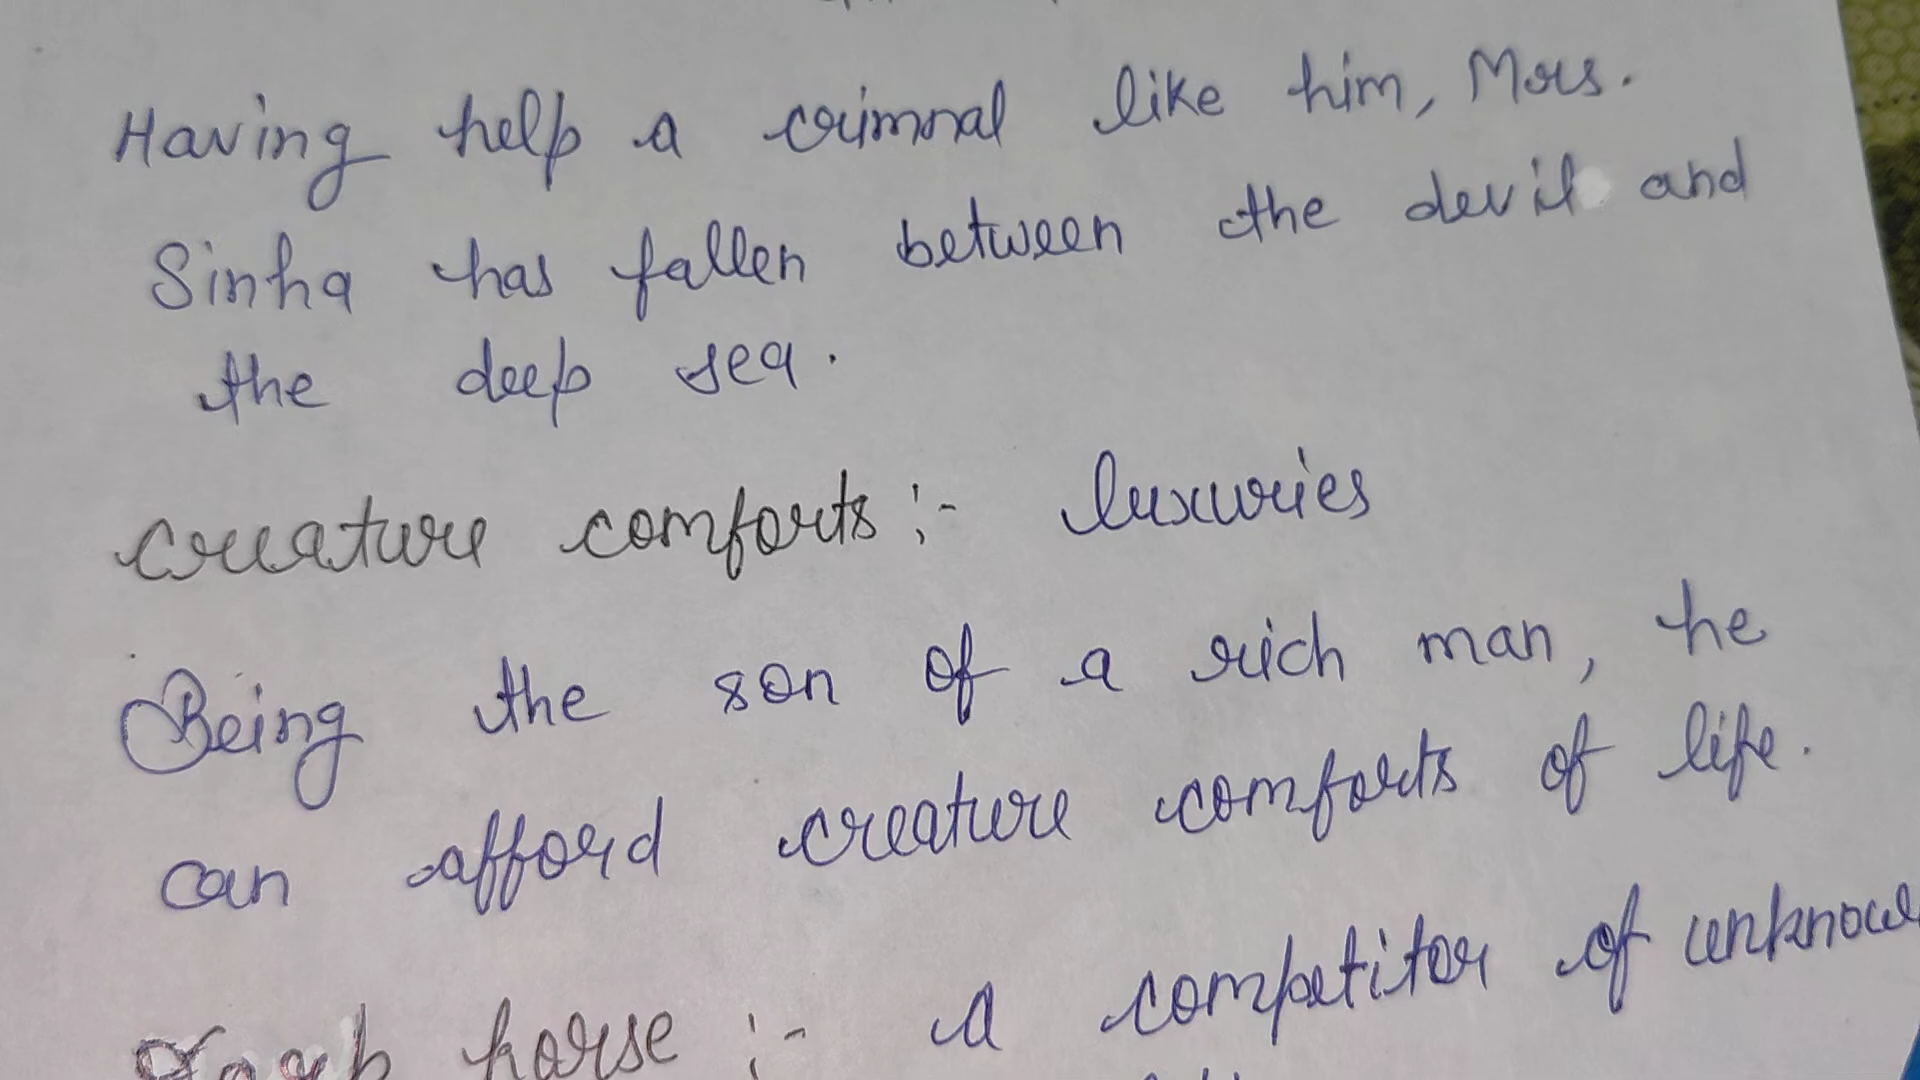 Having help a crimnal like him, Mrs.
Sinha has fallen between the devil and
the deep sea.
creature comforts :- luxuries
Being the son of a rich man, he
can afford creature comforts of life.
horse :- a competitor of